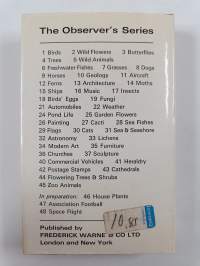 The Observer's Series
1 Birds 2 Wild Flowers 3 Butterflies
4 Trees 5 Wild Animals
6 Freshwater Fishes 7 Grasses 8 Dogs
9 Horses 10 Geology 11 Aircraft
12 Ferns 13 Architecture 14 Moths
15 Ships 16 Music 17 Insects
18 Birds' Eggs 19 Fungi
21 Automobiles 22 Weather
24 Pond Life 25 Garden Flowers
26 Painting 27 Cacti 28 Sea Fishes
29 Flags 30 Cats 31 Sea & Seashore
32 Astronomy 33 Lichens
34 Modern Art 35 Furniture
36 Churches 37 Sculpture
40 Commercial Vehicles 41 Heraldry
42 Postage Stamps 43 Cathedrals
44 Flowering Trees & Shrubs
45 Zoo Animals
In preparation: 46 House Plants
47 Association Football
48 Space Flight
Published by
FREDERICK WARNE & CO LTD
London and New York